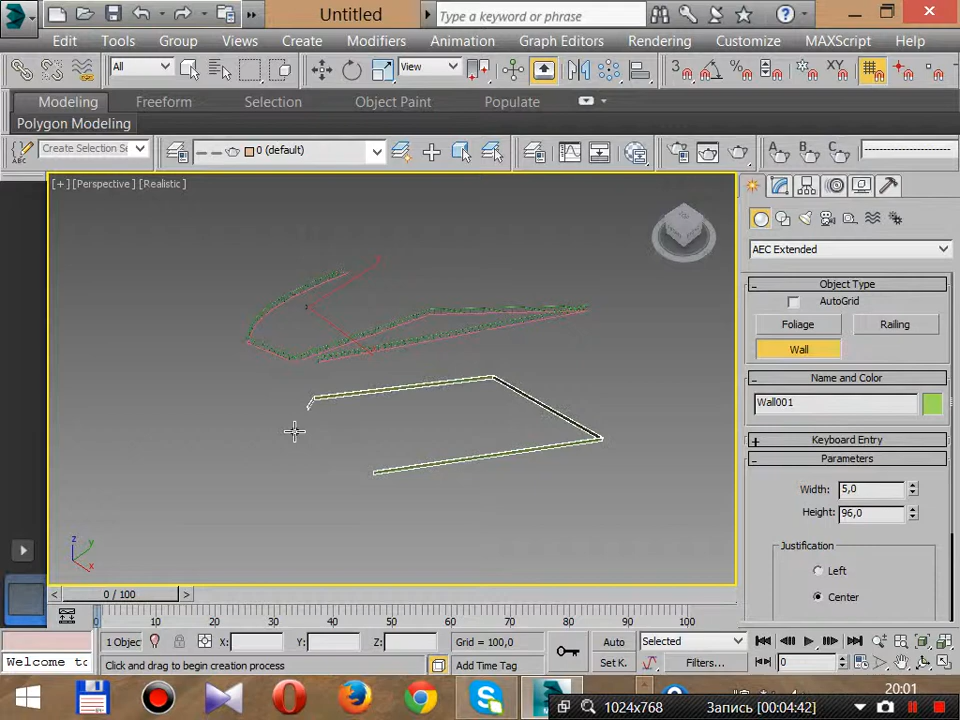 Untitled
Type a keyword or phrase
Edit Tools Group Views Create Modifiers Animation Graph Editors Rendering Customize MAXScript Help
All View 3
Modeling Freeform Selection Object Paint Populate
Polygon Modeling
ABC Create Selection Se 0 (default) A B C
[+] [Perspective] [Realistic]
AEC Extended
- Object Type
AutoGrid
Foliage Railing
Wall
- Name and Color
Wall001
+ Keyboard Entry
- Parameters
Width: 5,0
Height: 96,0
Justification
Left
Center
z y x
< 0 / 100 >
0 10 20 30 40 50 60 70 80 90 100
1 Object X: Y: Z: Grid = 100,0 Auto Selected
Welcome to Click and drag to begin creation process Add Time Tag Set K. Filters... 0
20:01
1024x768 Запись [00:04:42]